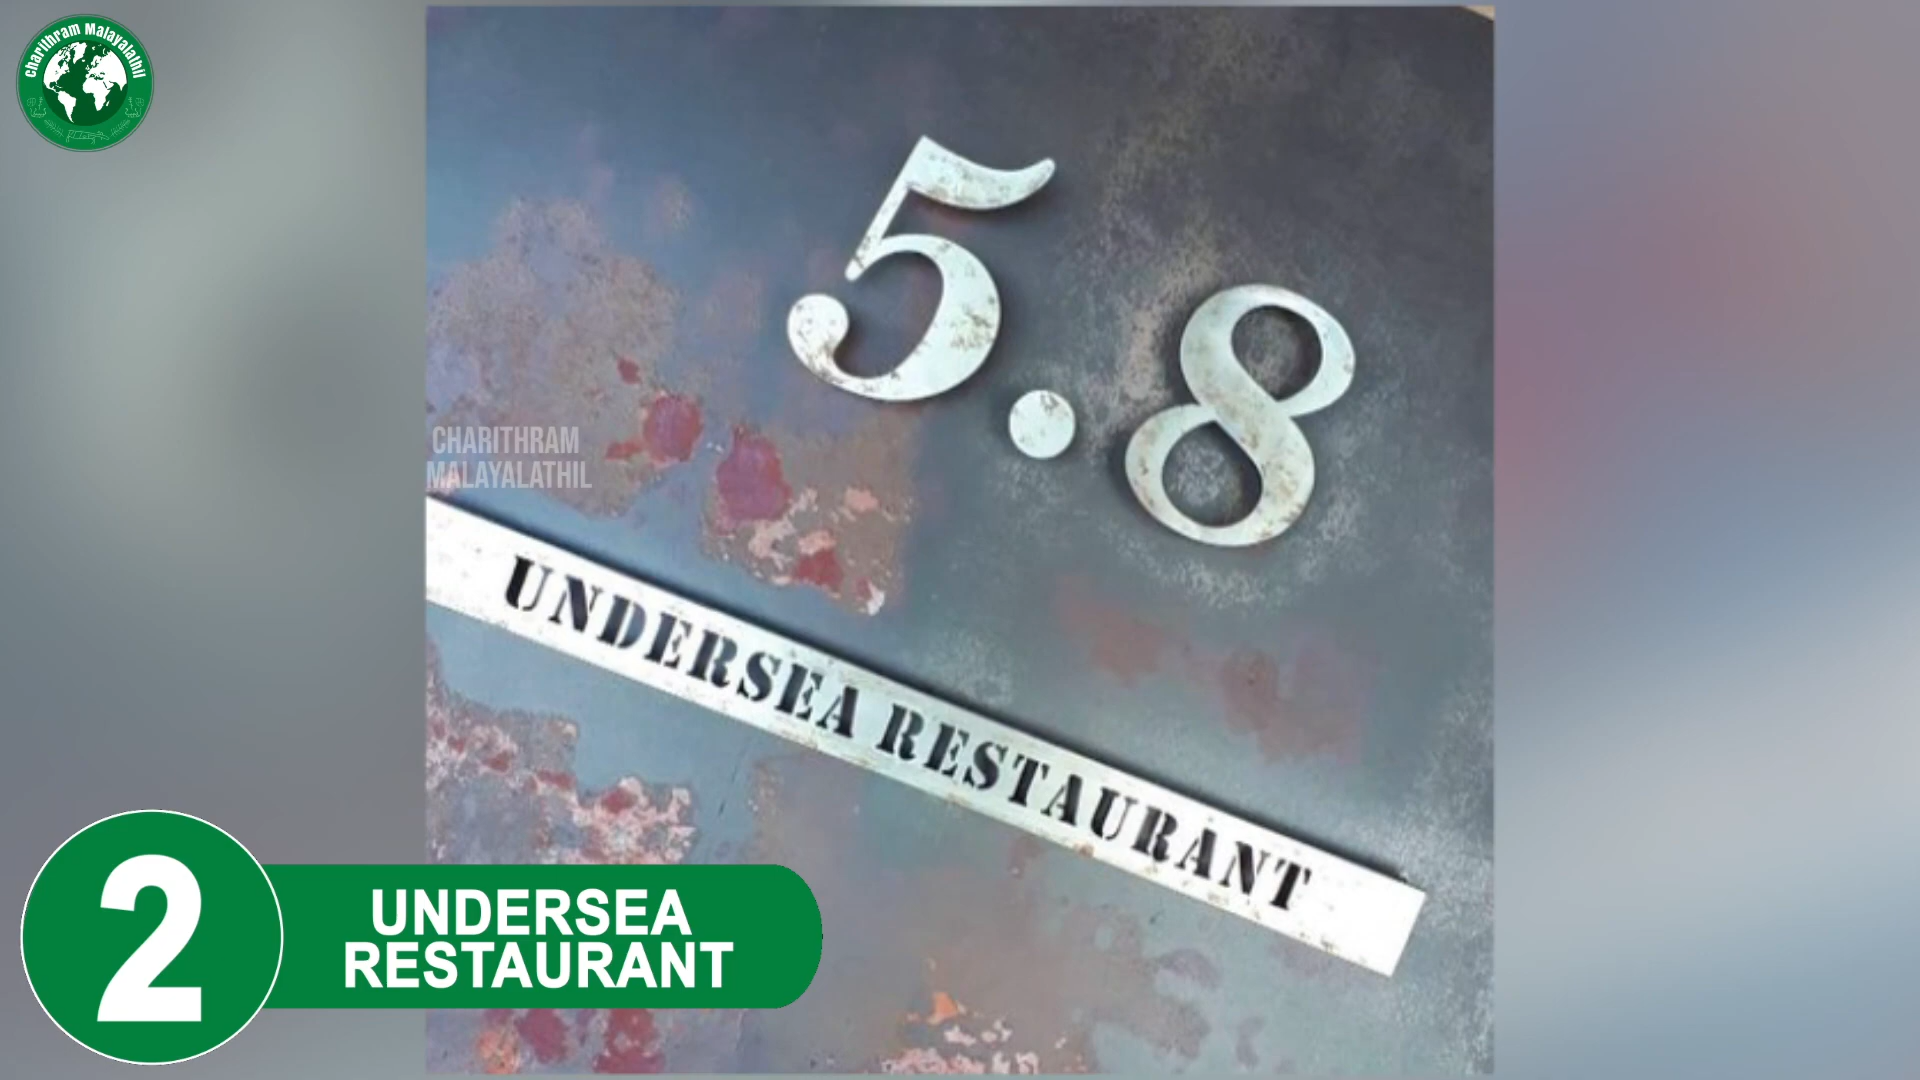 Charithram Malayalathil
5.8
CHARITHRAM
MALAYALATHIL
UNDERSEA RESTAURANT
2
UNDERSEA
RESTAURANT